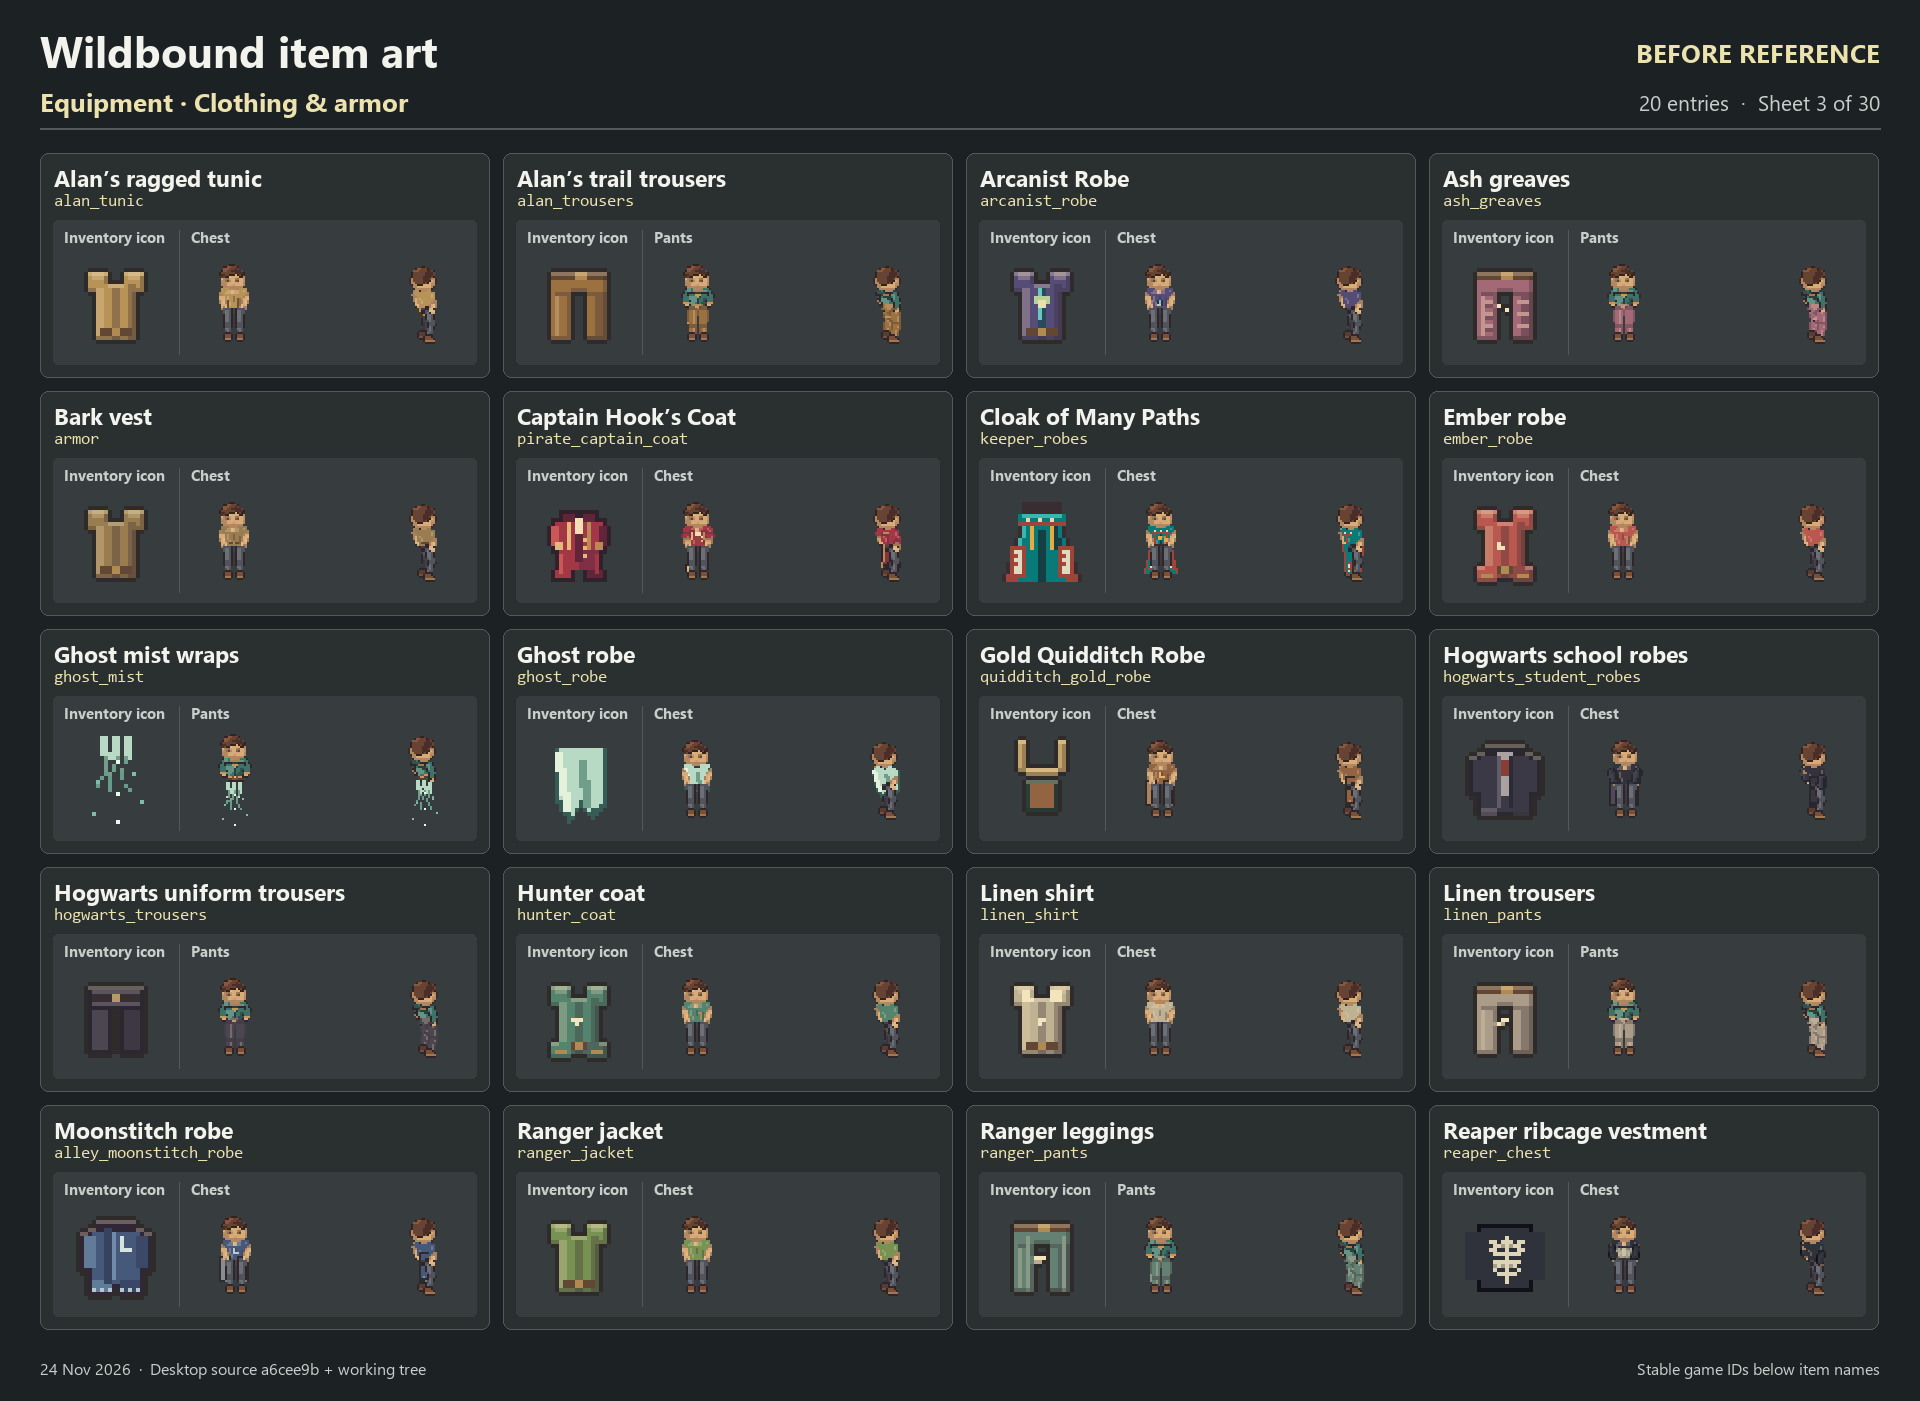 Wildbound item art
BEFORE REFERENCE
Equipment · Clothing & armor
20 entries · Sheet 3 of 30
Alan’s ragged tunic
alan_tunic
Inventory icon
Chest
Alan’s trail trousers
alan_trousers
Inventory icon
Pants
Arcanist Robe
arcanist_robe
Inventory icon
Chest
Ash greaves
ash_greaves
Inventory icon
Pants
Bark vest
armor
Inventory icon
Chest
Captain Hook’s Coat
pirate_captain_coat
Inventory icon
Chest
Cloak of Many Paths
keeper_robes
Inventory icon
Chest
Ember robe
ember_robe
Inventory icon
Chest
Ghost mist wraps
ghost_mist
Inventory icon
Pants
Ghost robe
ghost_robe
Inventory icon
Chest
Gold Quidditch Robe
quidditch_gold_robe
Inventory icon
Chest
Hogwarts school robes
hogwarts_student_robes
Inventory icon
Chest
Hogwarts uniform trousers
hogwarts_trousers
Inventory icon
Pants
Hunter coat
hunter_coat
Inventory icon
Chest
Linen shirt
linen_shirt
Inventory icon
Chest
Linen trousers
linen_pants
Inventory icon
Pants
Moonstitch robe
alley_moonstitch_robe
Inventory icon
Chest
Ranger jacket
ranger_jacket
Inventory icon
Chest
Ranger leggings
ranger_pants
Inventory icon
Pants
Reaper ribcage vestment
reaper_chest
Inventory icon
Chest
24 Nov 2026 · Desktop source a6cee9b + working tree
Stable game IDs below item names